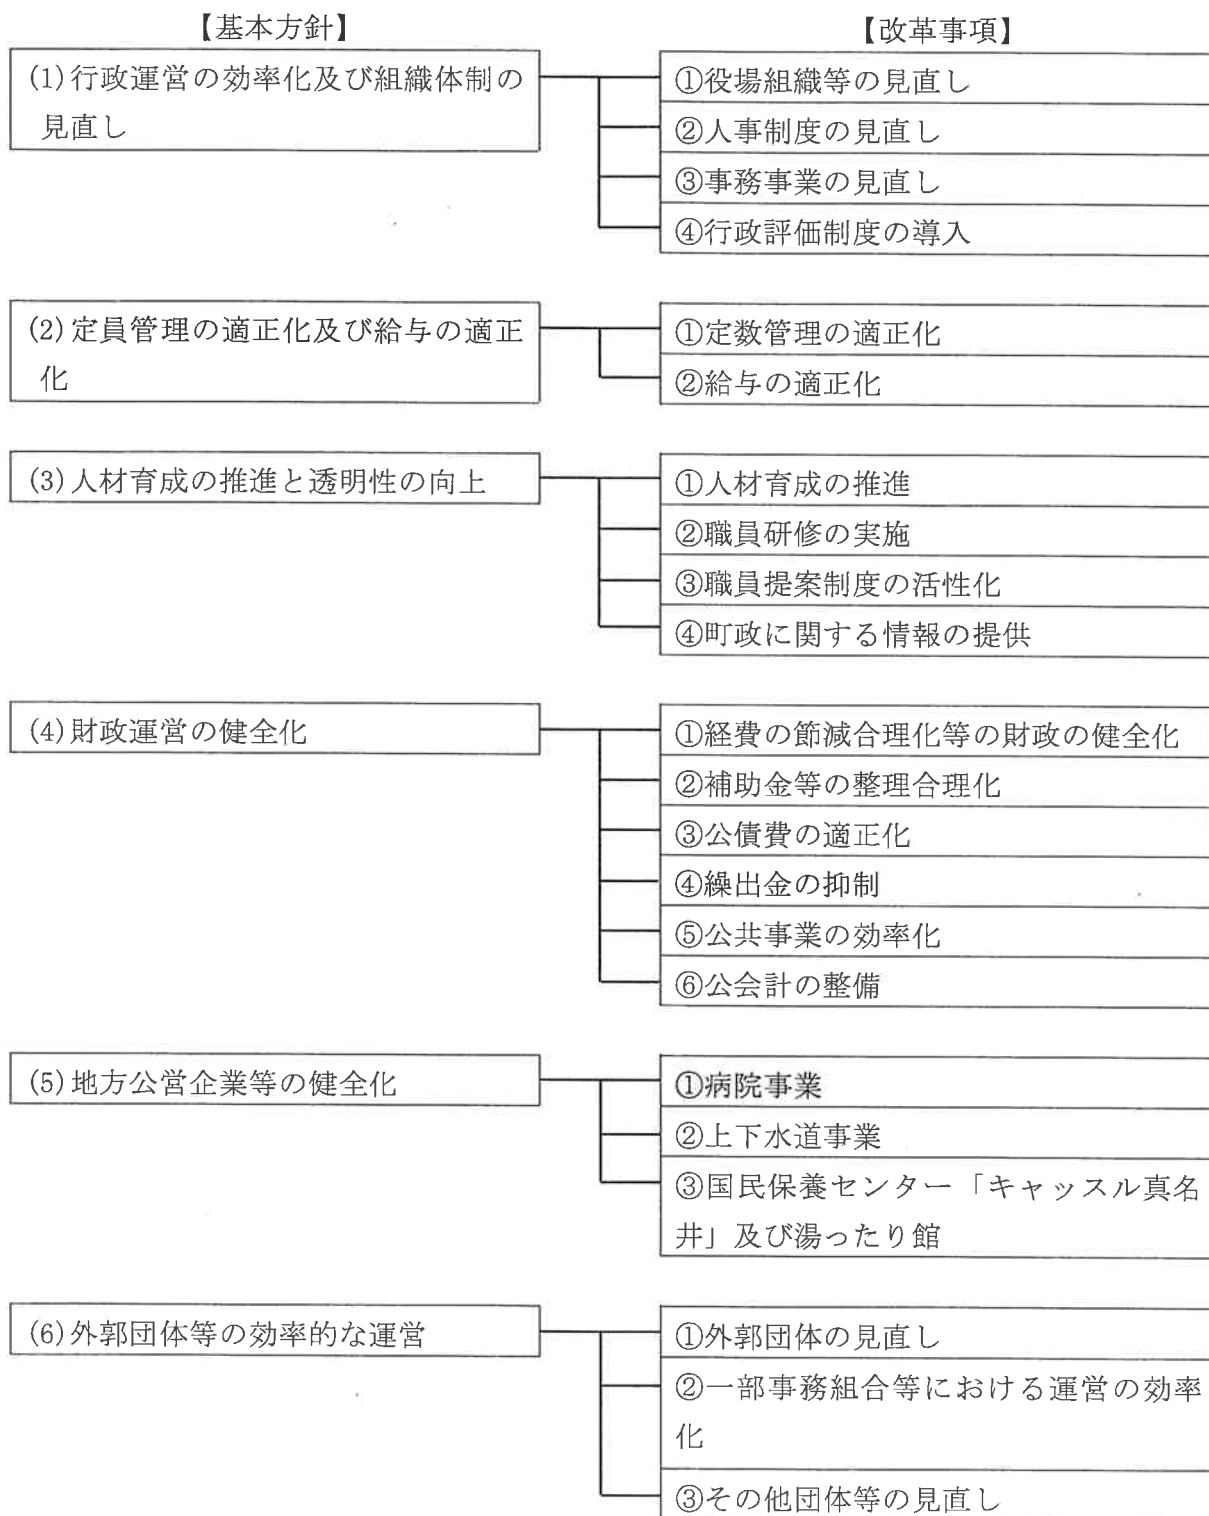 【基本方針】
【改革事項】
(1)行政運営の効率化及び組織体制の
見直し
①役場組織等の見直し
②人事制度の見直し
③事務事業の見直し
④行政評価制度の導入
(2)定員管理の適正化及び給与の適正
化
①定数管理の適正化
②給与の適正化
(3)人材育成の推進と透明性の向上
①人材育成の推進
②職員研修の実施
③職員提案制度の活性化
④町政に関する情報の提供
(4)財政運営の健全化
①経費の節減合理化等の財政の健全化
②補助金等の整理合理化
③公債費の適正化
④繰出金の抑制
⑤公共事業の効率化
⑥公会計の整備
(5)地方公営企業等の健全化
①病院事業
②上下水道事業
③国民保養センター「キャッスル真名
井」及び湯ったり館
(6)外郭団体等の効率的な運営
①外郭団体の見直し
②一部事務組合等における運営の効率
化
③その他団体等の見直し